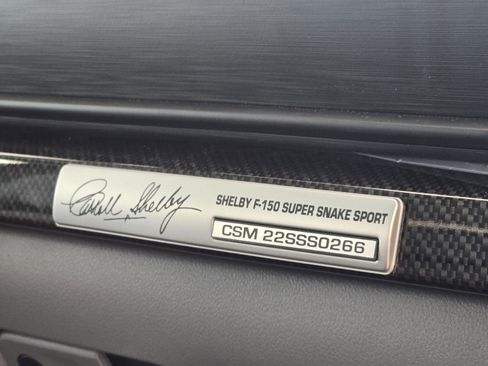 Carroll Shelby
SHELBY F-150 SUPER SNAKE SPORT
CSM 22SSS0266